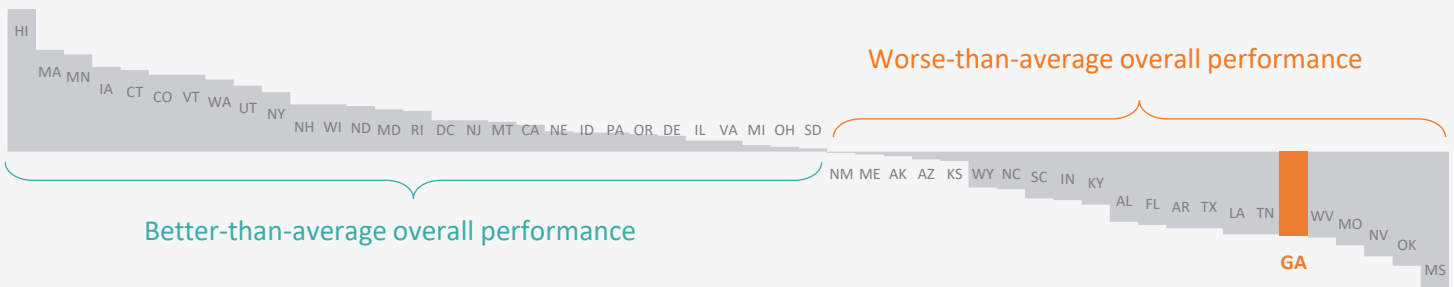 HI
MA MN IA CT CO VT WA UT NY NH WI ND MD RI DC NJ MT CA NE ID PA OR DE IL VA MI OH SD
Worse-than-average overall performance
NM ME AK AZ KS WY NC SC IN KY AL FL AR TX LA TN GA WV MO NV OK MS
Better-than-average overall performance